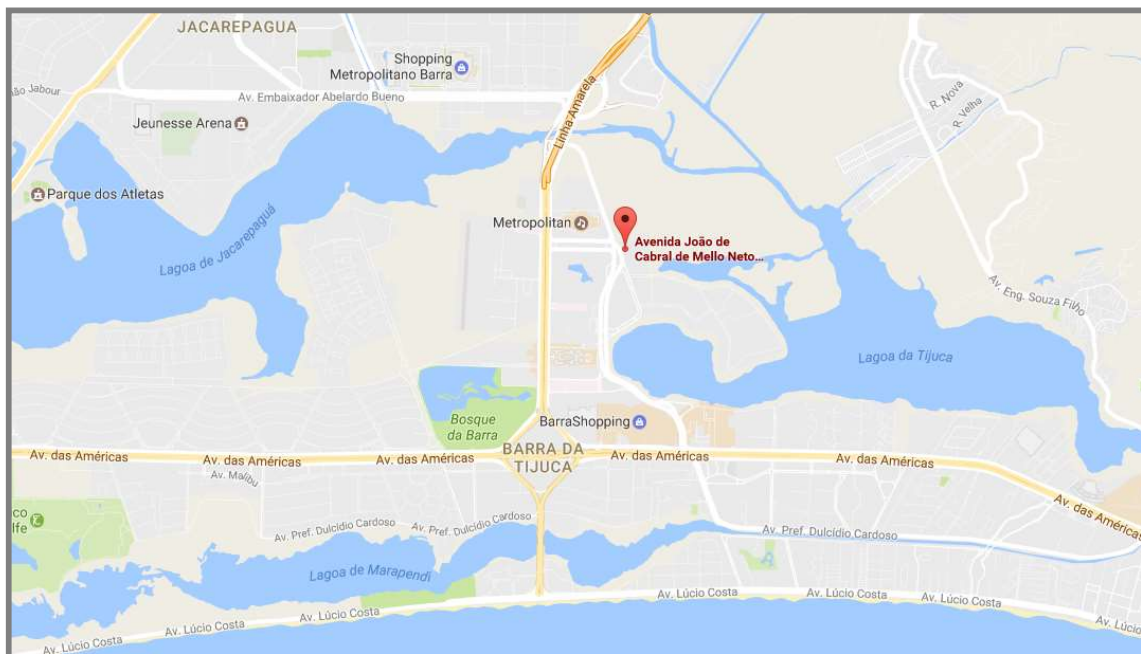 JACAREPAGUA
Shopping
Metropolitano Barra
Av. Embaixador Abelardo Bueno
ão Jabour
Jeunesse Arena
Linha Amarela
R. Nova
R. Velha
Parque dos Atletas
Metropolitan
Avenida João de
Cabral de Mello Neto...
Lagoa de Jacarepaguá
Av. Eng. Souza Filho
Lagoa da Tijuca
Bosque
da Barra
BarraShopping
BARRA DA
TIJUCA
Av. das Américas
Av. das Américas
Av. das Américas
Av. das Américas
Av. das Américas
Av. das Américas
Av. Malibu
co
lfe
Av. Pref. Dulcídio Cardoso
Av. Pref. Dulcídio Cardoso
Av. Pref. Dulcídio Cardoso
Lagoa de Marapendi
Av. Lúcio Costa
Av. Lúcio Costa
Av. Lúcio Costa
Av. Lúcio Costa
Av. Lúcio Costa
Av. Lúcio Costa
Av. Lúcio Costa